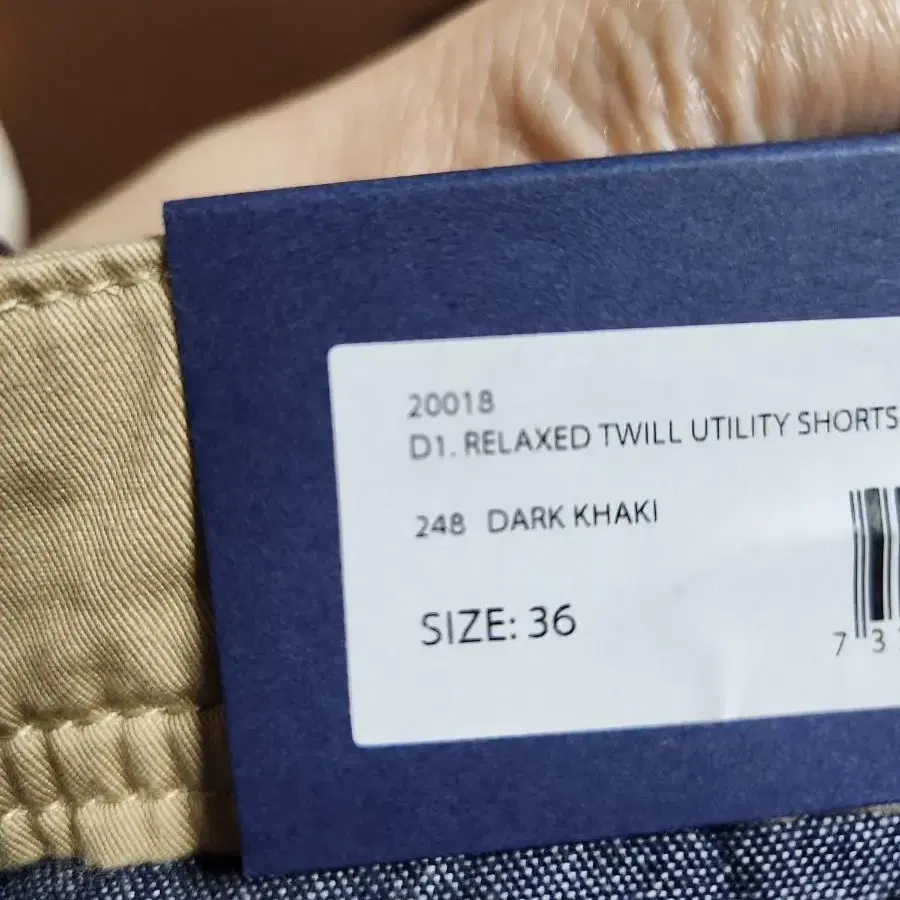 20018
D1. RELAXED TWILL UTILITY SHORTS
248 DARK KHAKI
SIZE: 36
7 3